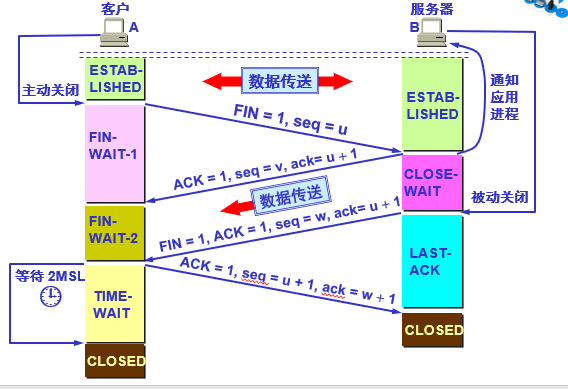 客户
A
服务器
B
主动关闭
ESTAB-
LISHED
数据传送
ESTAB-
LISHED
通知
应用
进程
FIN = 1, seq = u
FIN-
WAIT-1
ACK = 1, seq = v, ack= u + 1
CLOSE-
WAIT
数据传送
被动关闭
FIN-
WAIT-2
FIN = 1, ACK = 1, seq = w, ack= u + 1
LAST-
ACK
等待 2MSL
ACK = 1, seq = u + 1, ack = w + 1
TIME-
WAIT
CLOSED
CLOSED